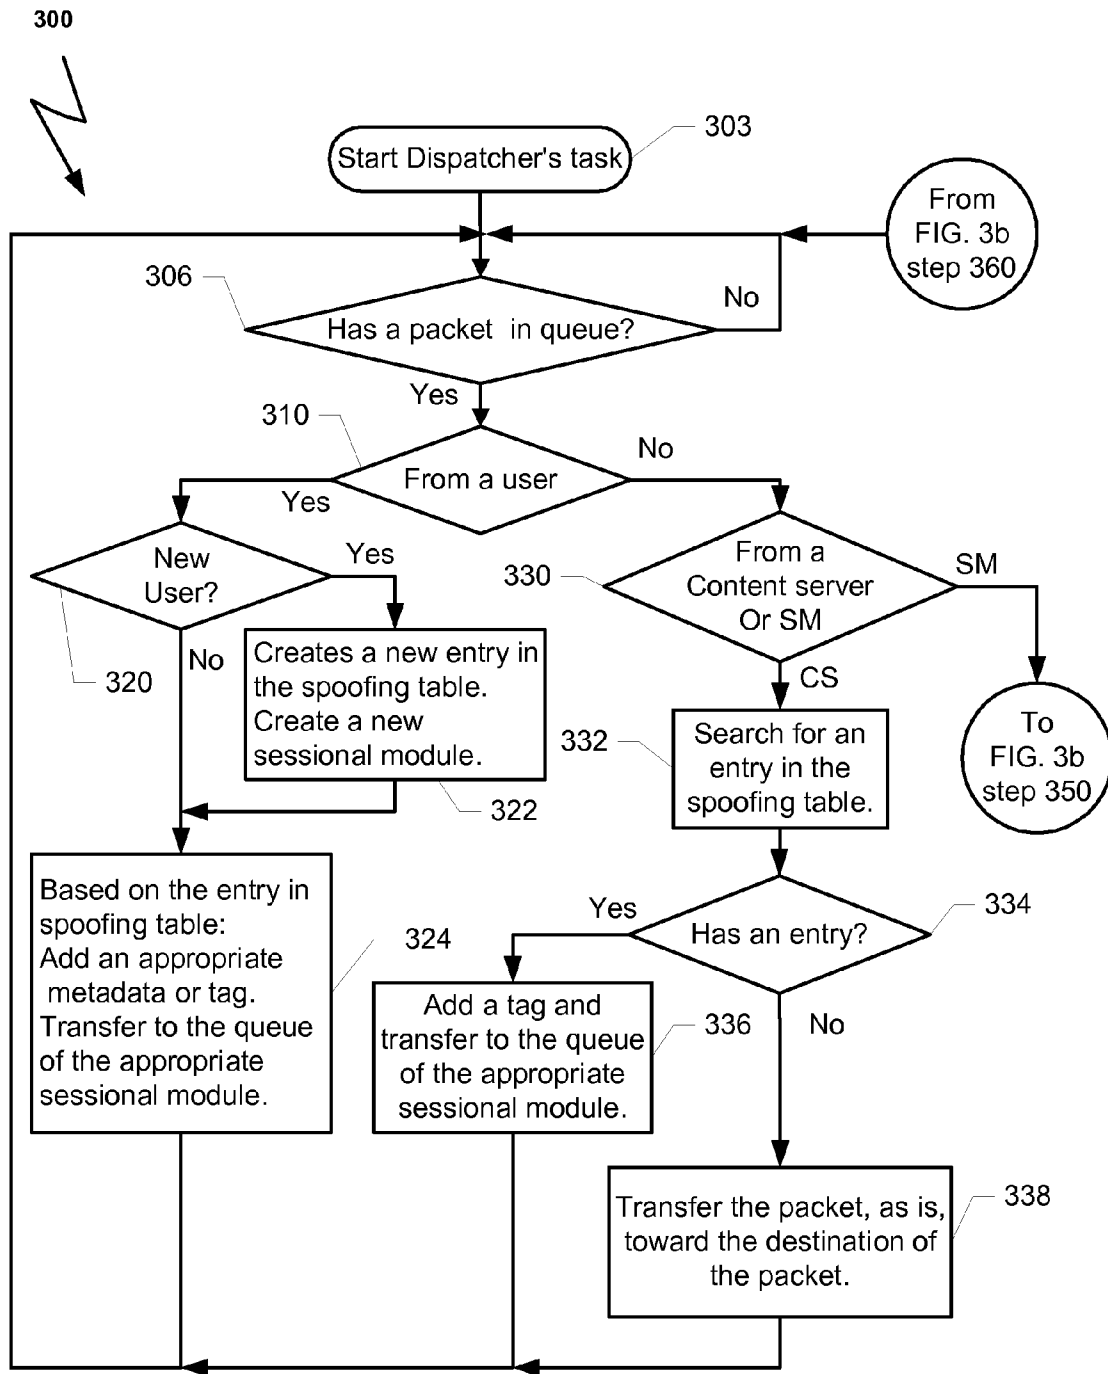 300
303
Start Dispatcher's task
From
FIG. 3b
step 360
306
Has a packet in queue?
No
Yes
310
From a user
No
Yes
New
User?
Yes
From a
Content server
Or SM
SM
330
320
No
Creates a new entry in
the spoofing table.
Create a new
sessional module.
322
CS
332
Search for an
entry in the
spoofing table.
To
FIG. 3b
step 350
Based on the entry in
spoofing table:
Add an appropriate
metadata or tag.
Transfer to the queue
of the appropriate
sessional module.
324
Yes
Has an entry?
334
Add a tag and
transfer to the queue
of the appropriate
sessional module.
336
No
Transfer the packet, as is,
toward the destination of
the packet.
338